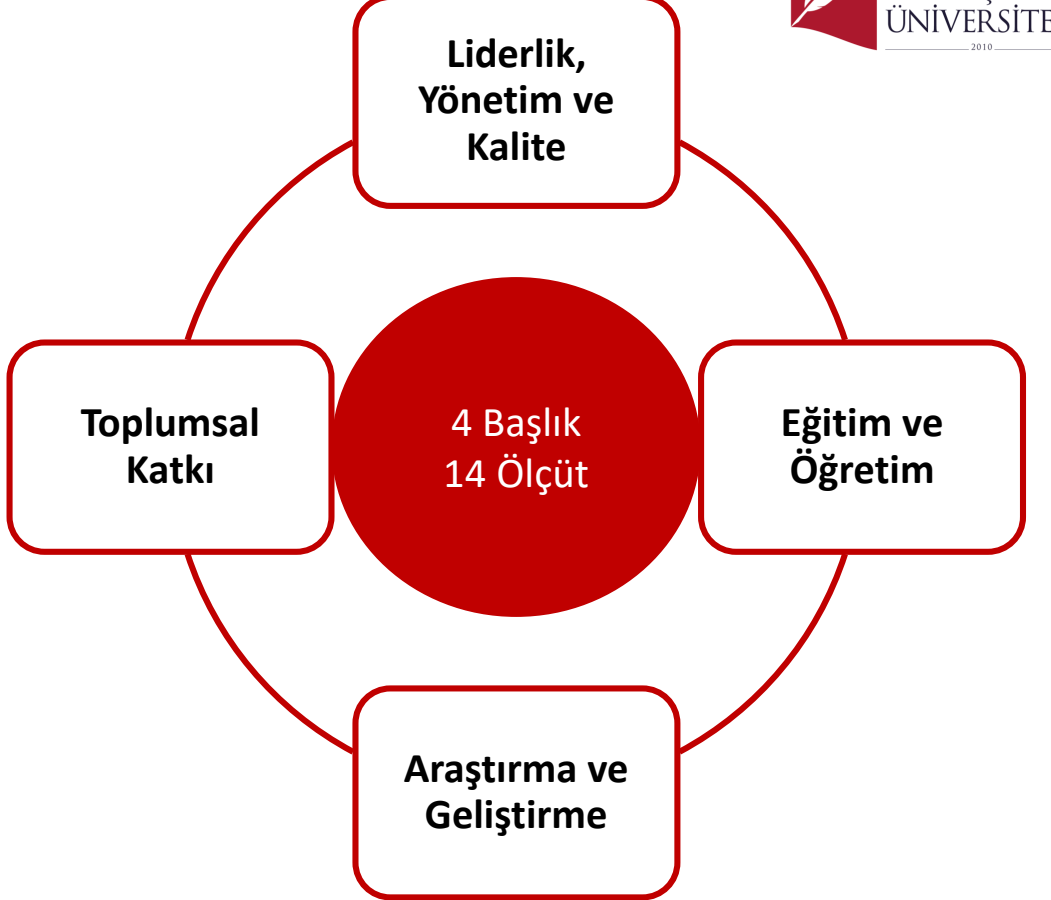 ÜNİVERSİTE
2010
Liderlik,
Yönetim ve
Kalite
Toplumsal
Katkı
4 Başlık
14 Ölçüt
Eğitim ve
Öğretim
Araştırma ve
Geliştirme